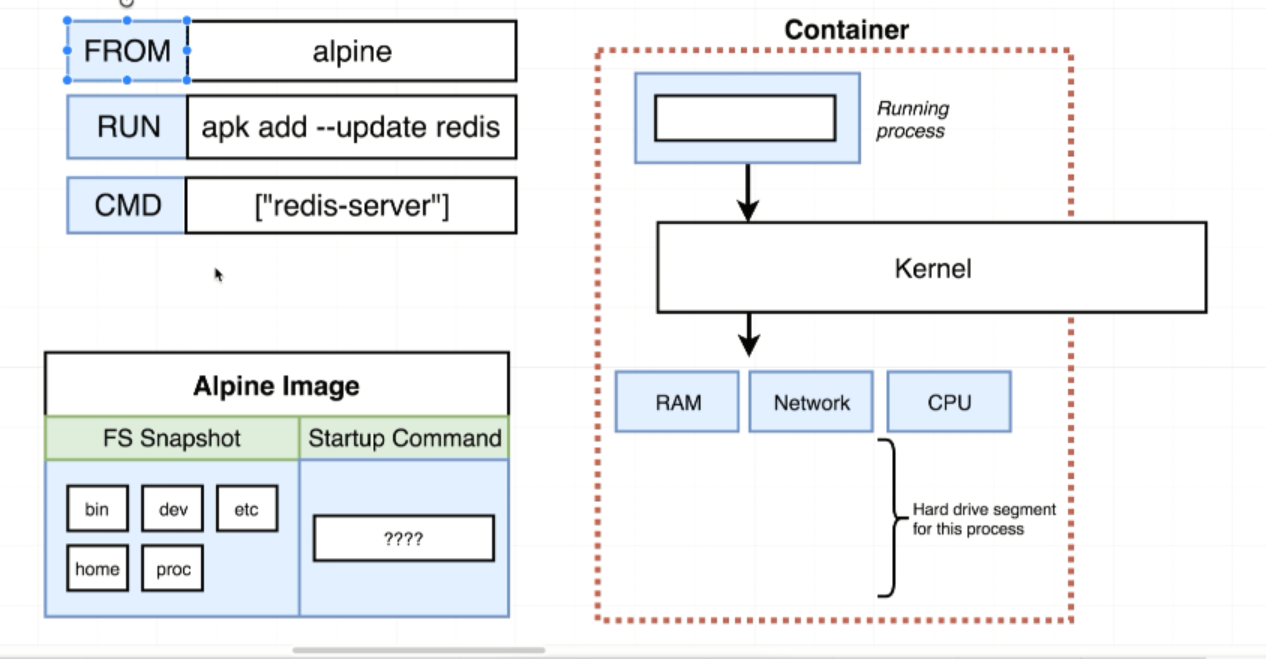 FROM alpine
RUN apk add --update redis
CMD ["redis-server"]
Alpine Image
FS Snapshot Startup Command
bin dev etc
home proc
????
Container
Running
process
Kernel
RAM Network CPU
Hard drive segment
for this process